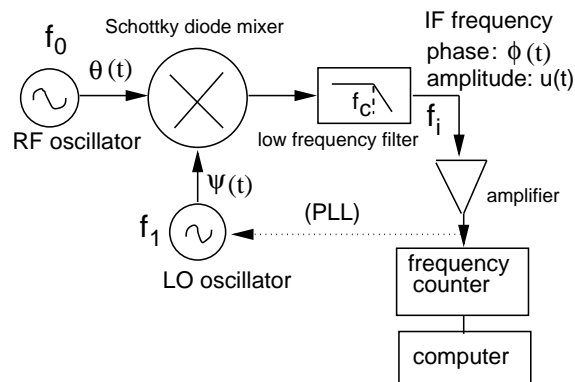 Schottky diode mixer
IF frequency
phase: ϕ(t)
amplitude: u(t)
f0
θ(t)
RF oscillator
fc
low frequency filter
fi
Ψ(t)
f1
LO oscillator
(PLL)
amplifier
frequency
counter
computer